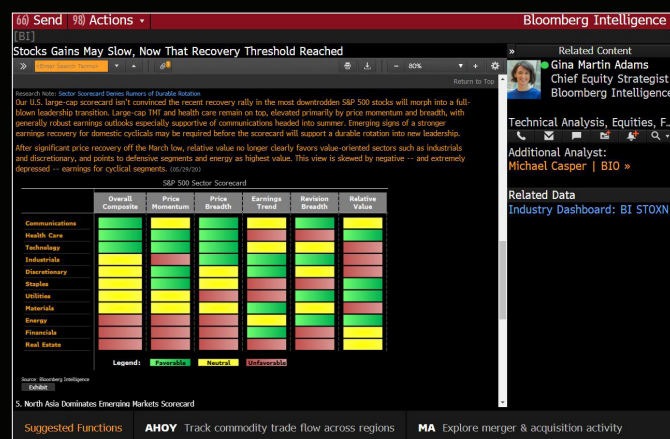 66) Send 98) Actions
Bloomberg Intelligence
[BI]
Stocks Gains May Slow, Now That Recovery Threshold Reached
<Enter Search Terms>
80%
Return to Top
Research Note: Sector Scorecard Denies Rumors of Durable Rotation
Our U.S. large-cap scorecard isn't convinced the recent recovery rally in the most downtrodden S&P 500 stocks will morph into a full-
blown leadership transition. Large-cap TMT and health care remain on top, elevated primarily by price momentum and breadth, with
generally robust earnings outlooks especially supportive of communications headed into summer. Emerging signs of a stronger
earnings recovery for domestic cyclicals may be required before the scorecard will support a durable rotation into new leadership.
After significant price recovery off the March low, relative value no longer clearly favors value-oriented sectors such as industrials
and discretionary, and points to defensive segments and energy as highest value. This view is skewed by negative -- and extremely
depressed -- earnings for cyclical segments. (05/29/20)
S&P 500 Sector Scorecard
Overall Composite
Price Momentum
Price Breadth
Earnings Trend
Revision Breadth
Relative Value
Communications
Health Care
Technology
Industrials
Discretionary
Staples
Utilities
Materials
Energy
Financials
Real Estate
Legend: Favorable Neutral Unfavorable
Source: Bloomberg Intelligence
Exhibit
5. North Asia Dominates Emerging Markets Scorecard
» Related Content
Gina Martin Adams
Chief Equity Strategist
Bloomberg Intelligence
Technical Analysis, Equities, F...
Additional Analyst:
Michael Casper | BIO »
Related Data
Industry Dashboard: BI STOXN
Suggested Functions AHOY Track commodity trade flow across regions MA Explore merger & acquisition activity